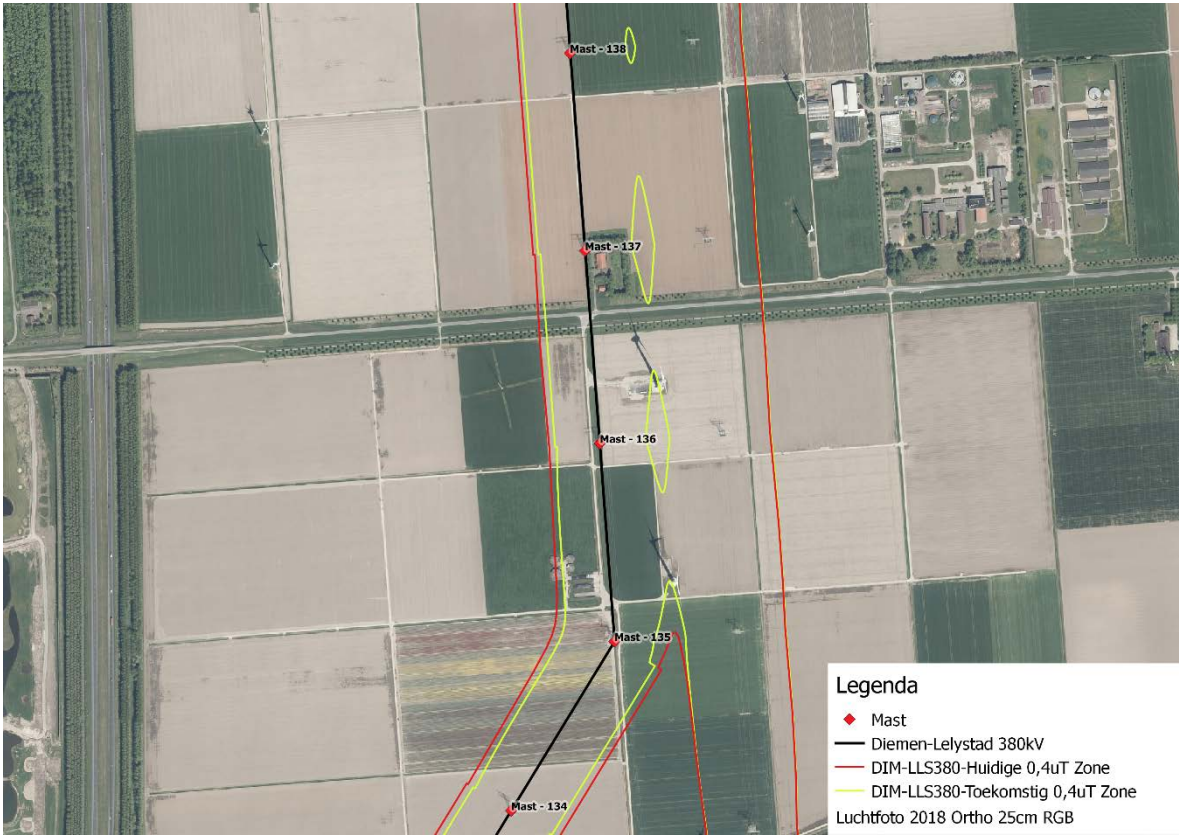 Mast - 138
Mast - 137
Mast - 136
Mast - 135
Mast - 134
Legenda
Mast
Diemen-Lelystad 380kV
DIM-LLS380-Huidige 0,4uT Zone
DIM-LLS380-Toekomstig 0,4uT Zone
Luchtfoto 2018 Ortho 25cm RGB